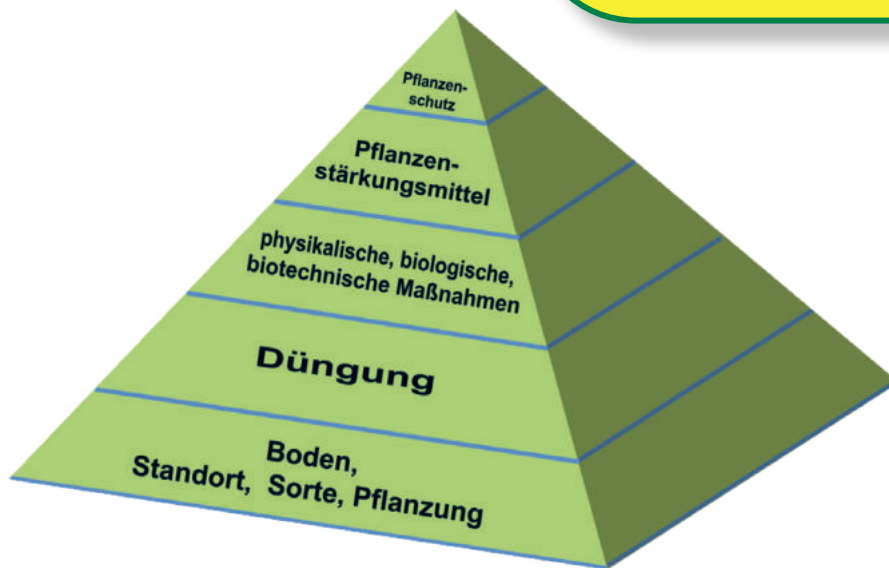 Pflanzen-
schutz
Pflanzen-
stärkungsmittel
physikalische, biologische,
biotechnische Maßnahmen
Düngung
Boden,
Standort, Sorte, Pflanzung